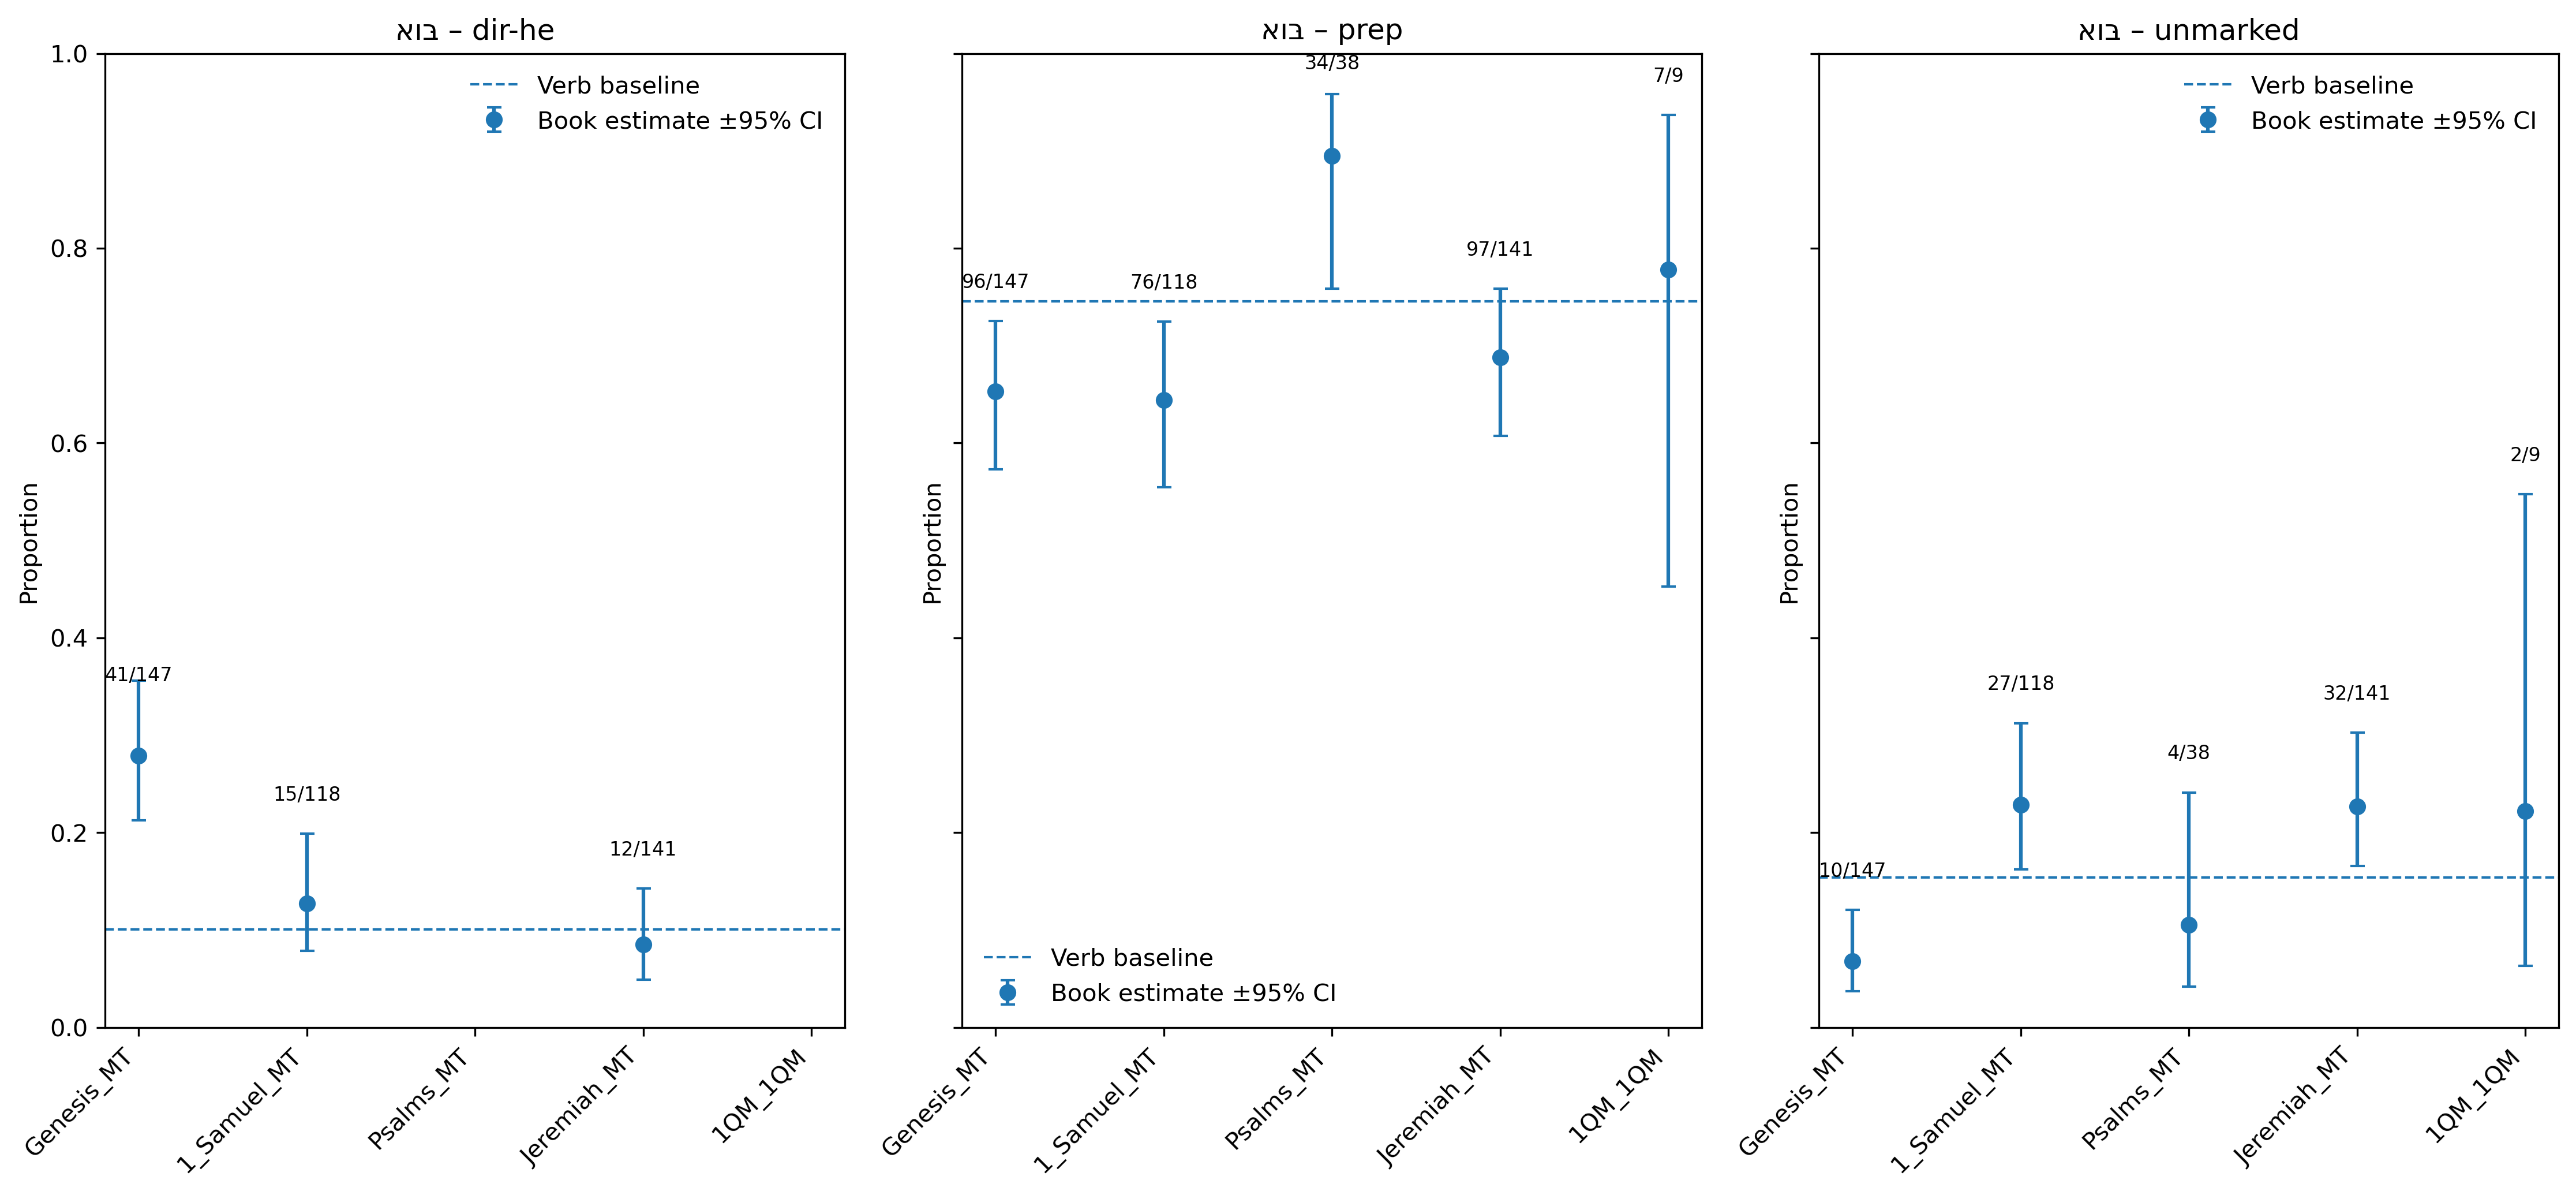 בוא – dir-he
Verb baseline
Book estimate ±95% CI
Proportion
1.0
0.8
0.6
0.4
0.2
0.0
41/147
15/118
12/141
Genesis_MT
1_Samuel_MT
Psalms_MT
Jeremiah_MT
1QM_1QM
בוא – prep
34/38
7/9
97/141
96/147
76/118
Proportion
Verb baseline
Book estimate ±95% CI
Genesis_MT
1_Samuel_MT
Psalms_MT
Jeremiah_MT
1QM_1QM
בוא – unmarked
Verb baseline
Book estimate ±95% CI
Proportion
2/9
27/118
32/141
4/38
10/147
Genesis_MT
1_Samuel_MT
Psalms_MT
Jeremiah_MT
1QM_1QM